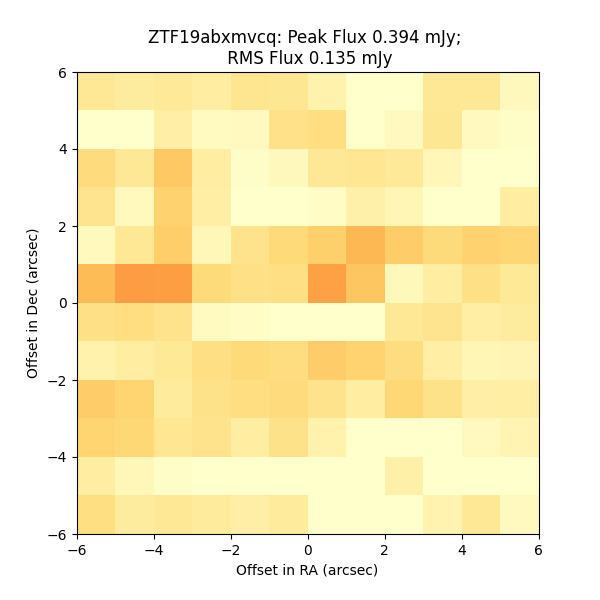 ZTF19abxmvcq: Peak Flux 0.394 mJy;
RMS Flux 0.135 mJy
6
4
2
0
−2
−4
−6
Offset in Dec (arcsec)
−6 −4 −2 0 2 4 6
Offset in RA (arcsec)